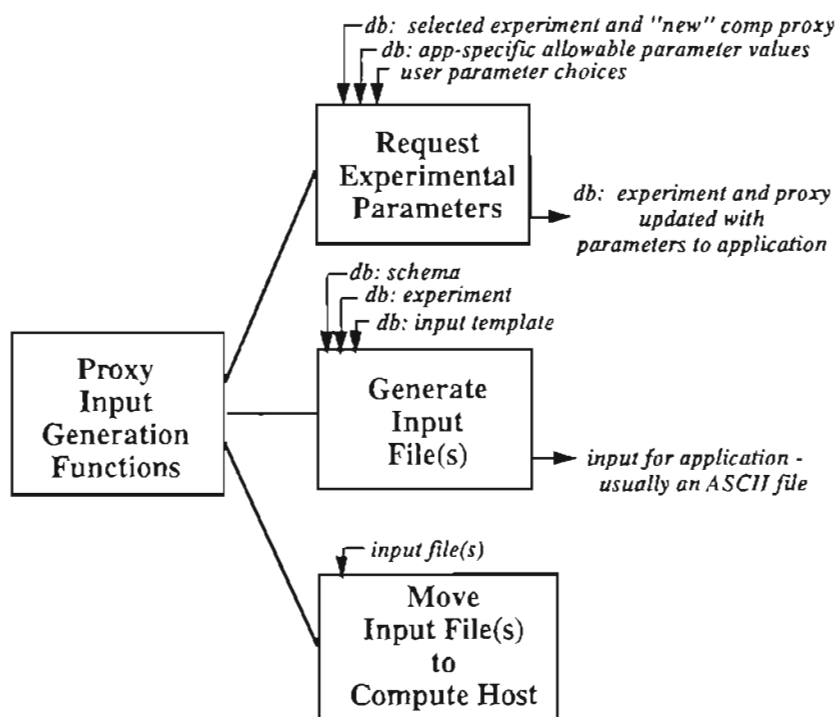 db: selected experiment and "new" comp proxy
db: app-specific allowable parameter values
user parameter choices
Request
Experimental
Parameters
db: experiment and proxy
updated with
parameters to application
db: schema
db: experiment
db: input template
Proxy
Input
Generation
Functions
Generate
Input
File(s)
input for application -
usually an ASCII file
input file(s)
Move
Input File(s)
to
Compute Host